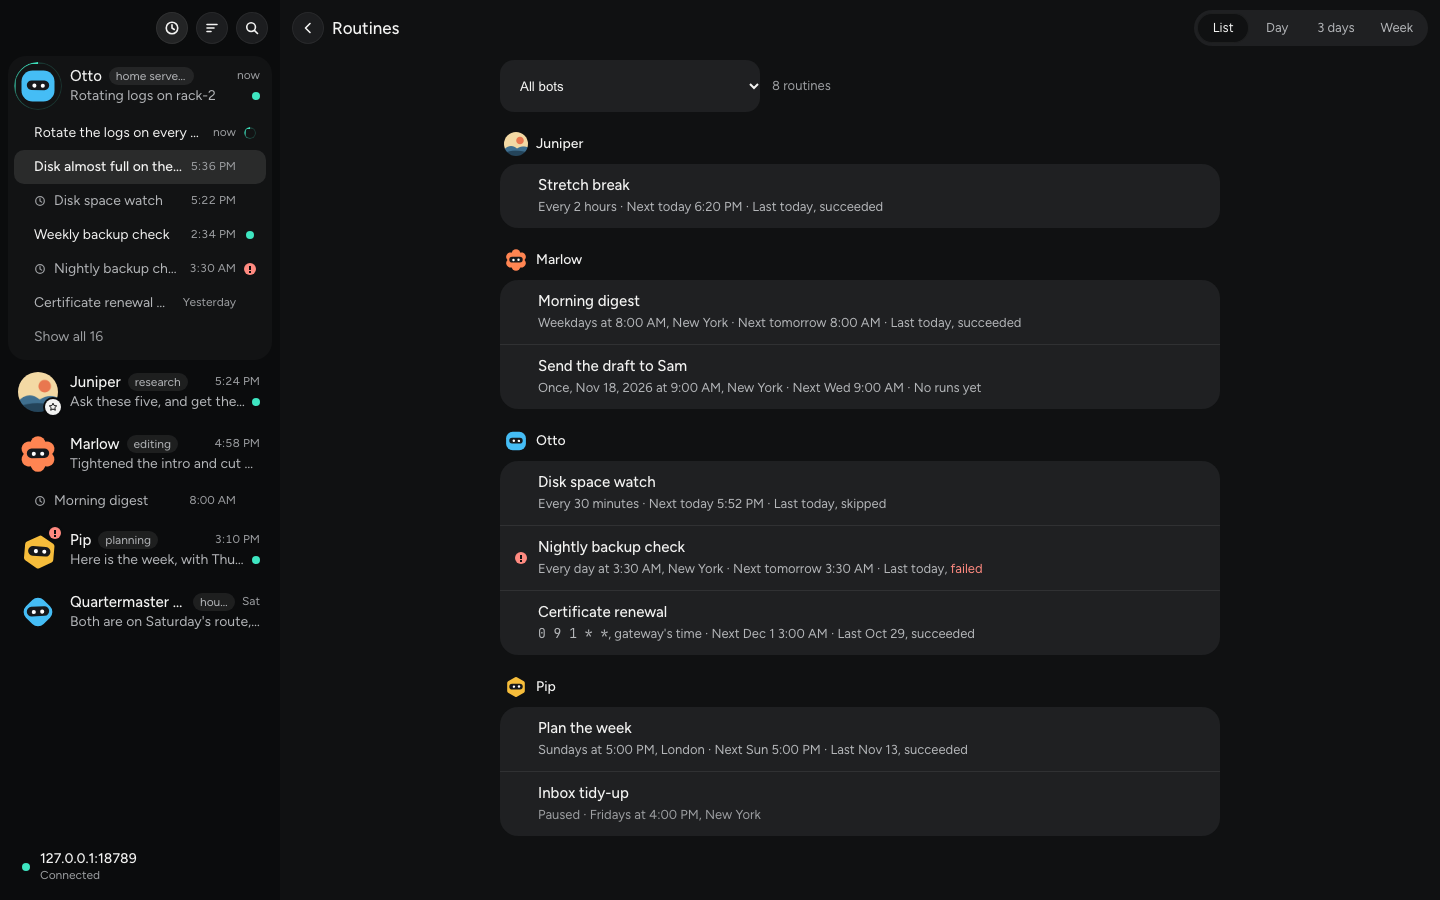 Otto home serve... now
Rotating logs on rack-2
Rotate the logs on every ... now
Disk almost full on the... 5:36 PM
Disk space watch 5:22 PM
Weekly backup check 2:34 PM
Nightly backup ch... 3:30 AM
Certificate renewal ... Yesterday
Show all 16
Juniper research 5:24 PM
Ask these five, and get the...
Marlow editing 4:58 PM
Tightened the intro and cut ...
Morning digest 8:00 AM
Pip planning 3:10 PM
Here is the week, with Thu...
Quartermaster ... hou... Sat
Both are on Saturday's route,...
127.0.0.1:18789
Connected
Routines
List Day 3 days Week
All bots 8 routines
Juniper
Stretch break
Every 2 hours · Next today 6:20 PM · Last today, succeeded
Marlow
Morning digest
Weekdays at 8:00 AM, New York · Next tomorrow 8:00 AM · Last today, succeeded
Send the draft to Sam
Once, Nov 18, 2026 at 9:00 AM, New York · Next Wed 9:00 AM · No runs yet
Otto
Disk space watch
Every 30 minutes · Next today 5:52 PM · Last today, skipped
Nightly backup check
Every day at 3:30 AM, New York · Next tomorrow 3:30 AM · Last today, failed
Certificate renewal
0 9 1 * *, gateway's time · Next Dec 1 3:00 AM · Last Oct 29, succeeded
Pip
Plan the week
Sundays at 5:00 PM, London · Next Sun 5:00 PM · Last Nov 13, succeeded
Inbox tidy-up
Paused · Fridays at 4:00 PM, New York